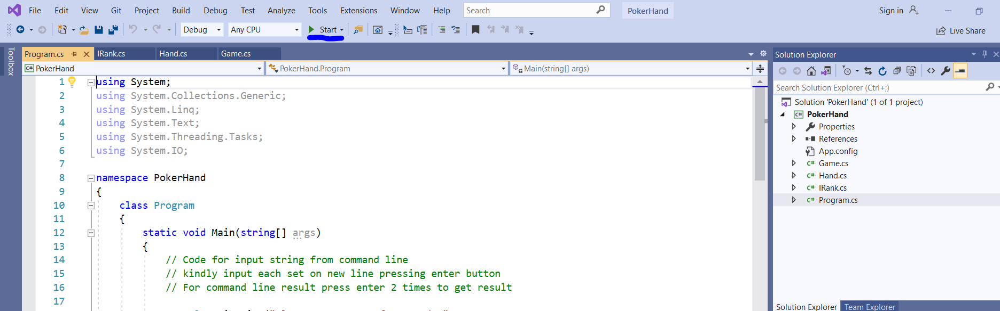 File Edit View Git Project Build Debug Test Analyze Tools Extensions Window Help Search PokerHand Sign in
Debug Any CPU Start Live Share
Toolbox
Program.cs IRank.cs Hand.cs Game.cs
C# PokerHand PokerHand.Program Main(string[] args)
1 using System;
2 using System.Collections.Generic;
3 using System.Linq;
4 using System.Text;
5 using System.Threading.Tasks;
6 using System.IO;
7
8 namespace PokerHand
9 {
10 class Program
11 {
12 static void Main(string[] args)
13 {
14 // Code for input string from command line
15 // kindly input each set on new line pressing enter button
16 // For command line result press enter 2 times to get result
17
Solution Explorer
Search Solution Explorer (Ctrl+;)
Solution 'PokerHand' (1 of 1 project)
C# PokerHand
Properties
References
App.config
C# Game.cs
C# Hand.cs
C# IRank.cs
C# Program.cs
Solution Explorer Team Explorer